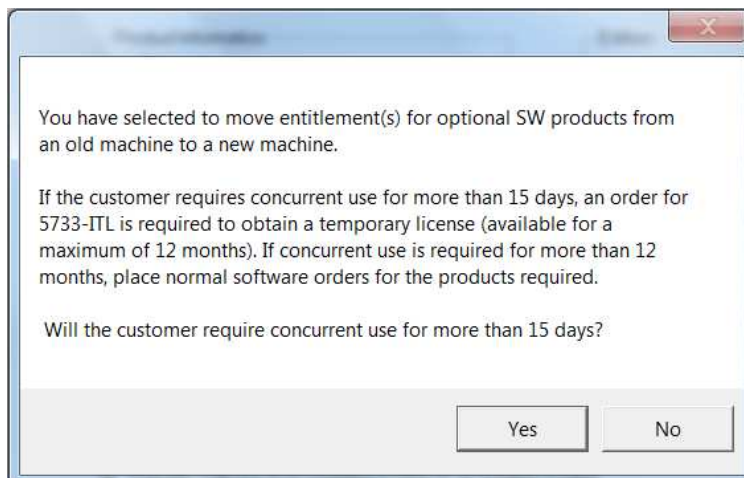 You have selected to move entitlement(s) for optional SW products from
an old machine to a new machine.
If the customer requires concurrent use for more than 15 days, an order for
5733-ITL is required to obtain a temporary license (available for a
maximum of 12 months). If concurrent use is required for more than 12
months, place normal software orders for the products required.
Will the customer require concurrent use for more than 15 days?
Yes No